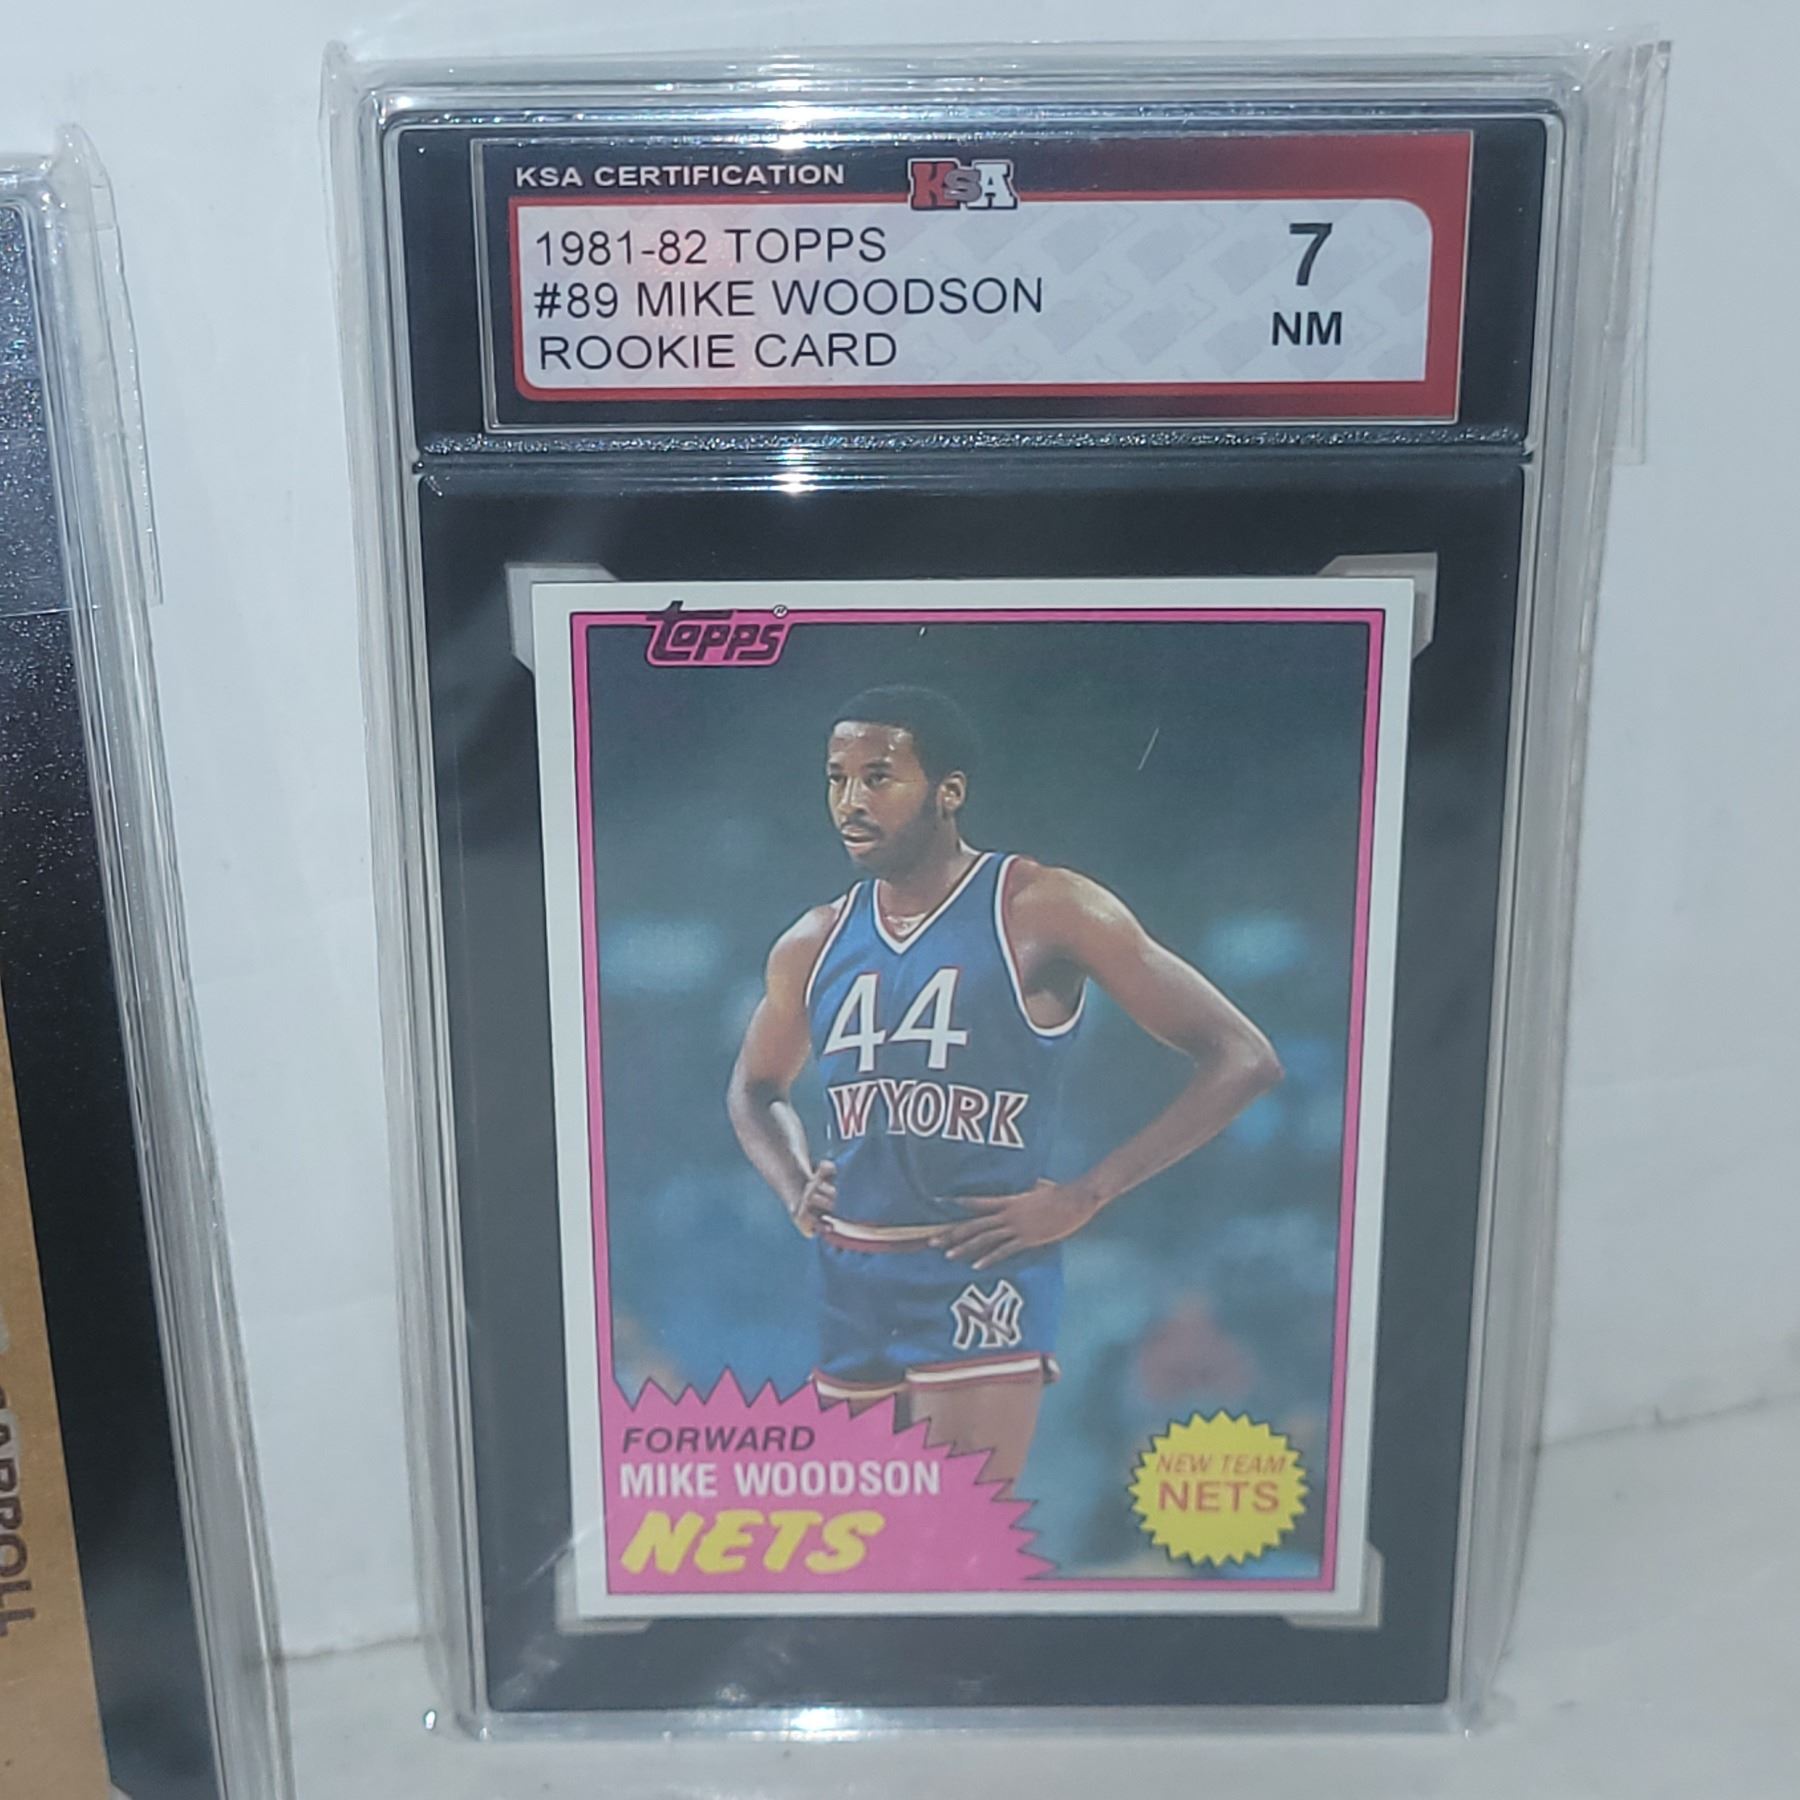 KSA CERTIFICATION KSA
1981-82 TOPPS
#89 MIKE WOODSON
ROOKIE CARD
7
NM
TOPPS®
44
W YORK
NY
FORWARD
MIKE WOODSON
NETS
NEW TEAM
NETS